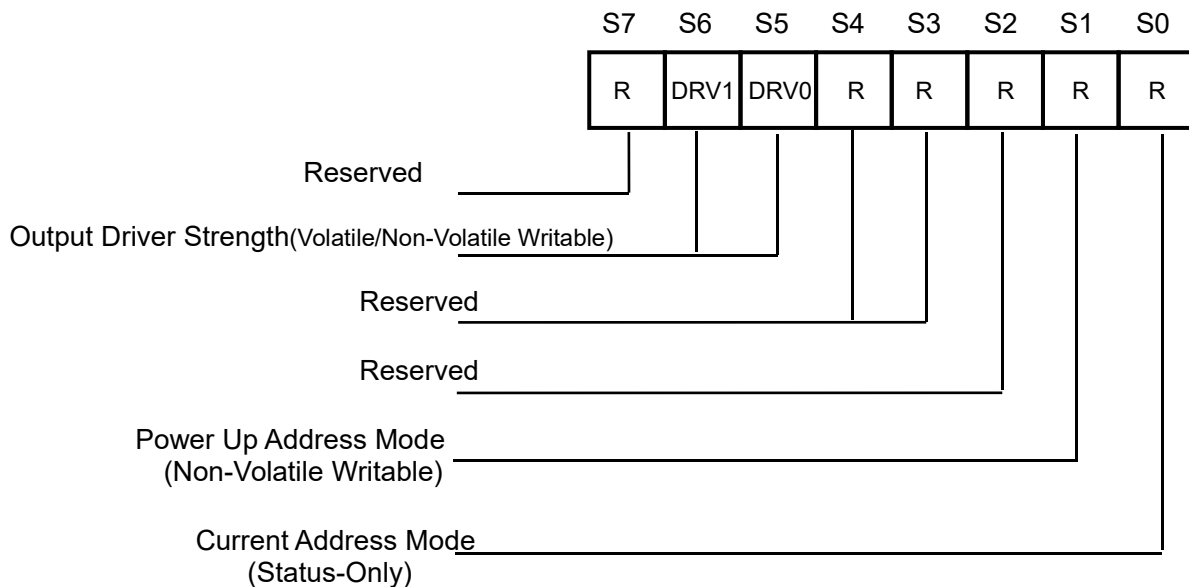 S7 S6 S5 S4 S3 S2 S1 S0
R DRV1 DRV0 R R R R R
Reserved
Output Driver Strength(Volatile/Non-Volatile Writable)
Reserved
Reserved
Power Up Address Mode
(Non-Volatile Writable)
Current Address Mode
(Status-Only)